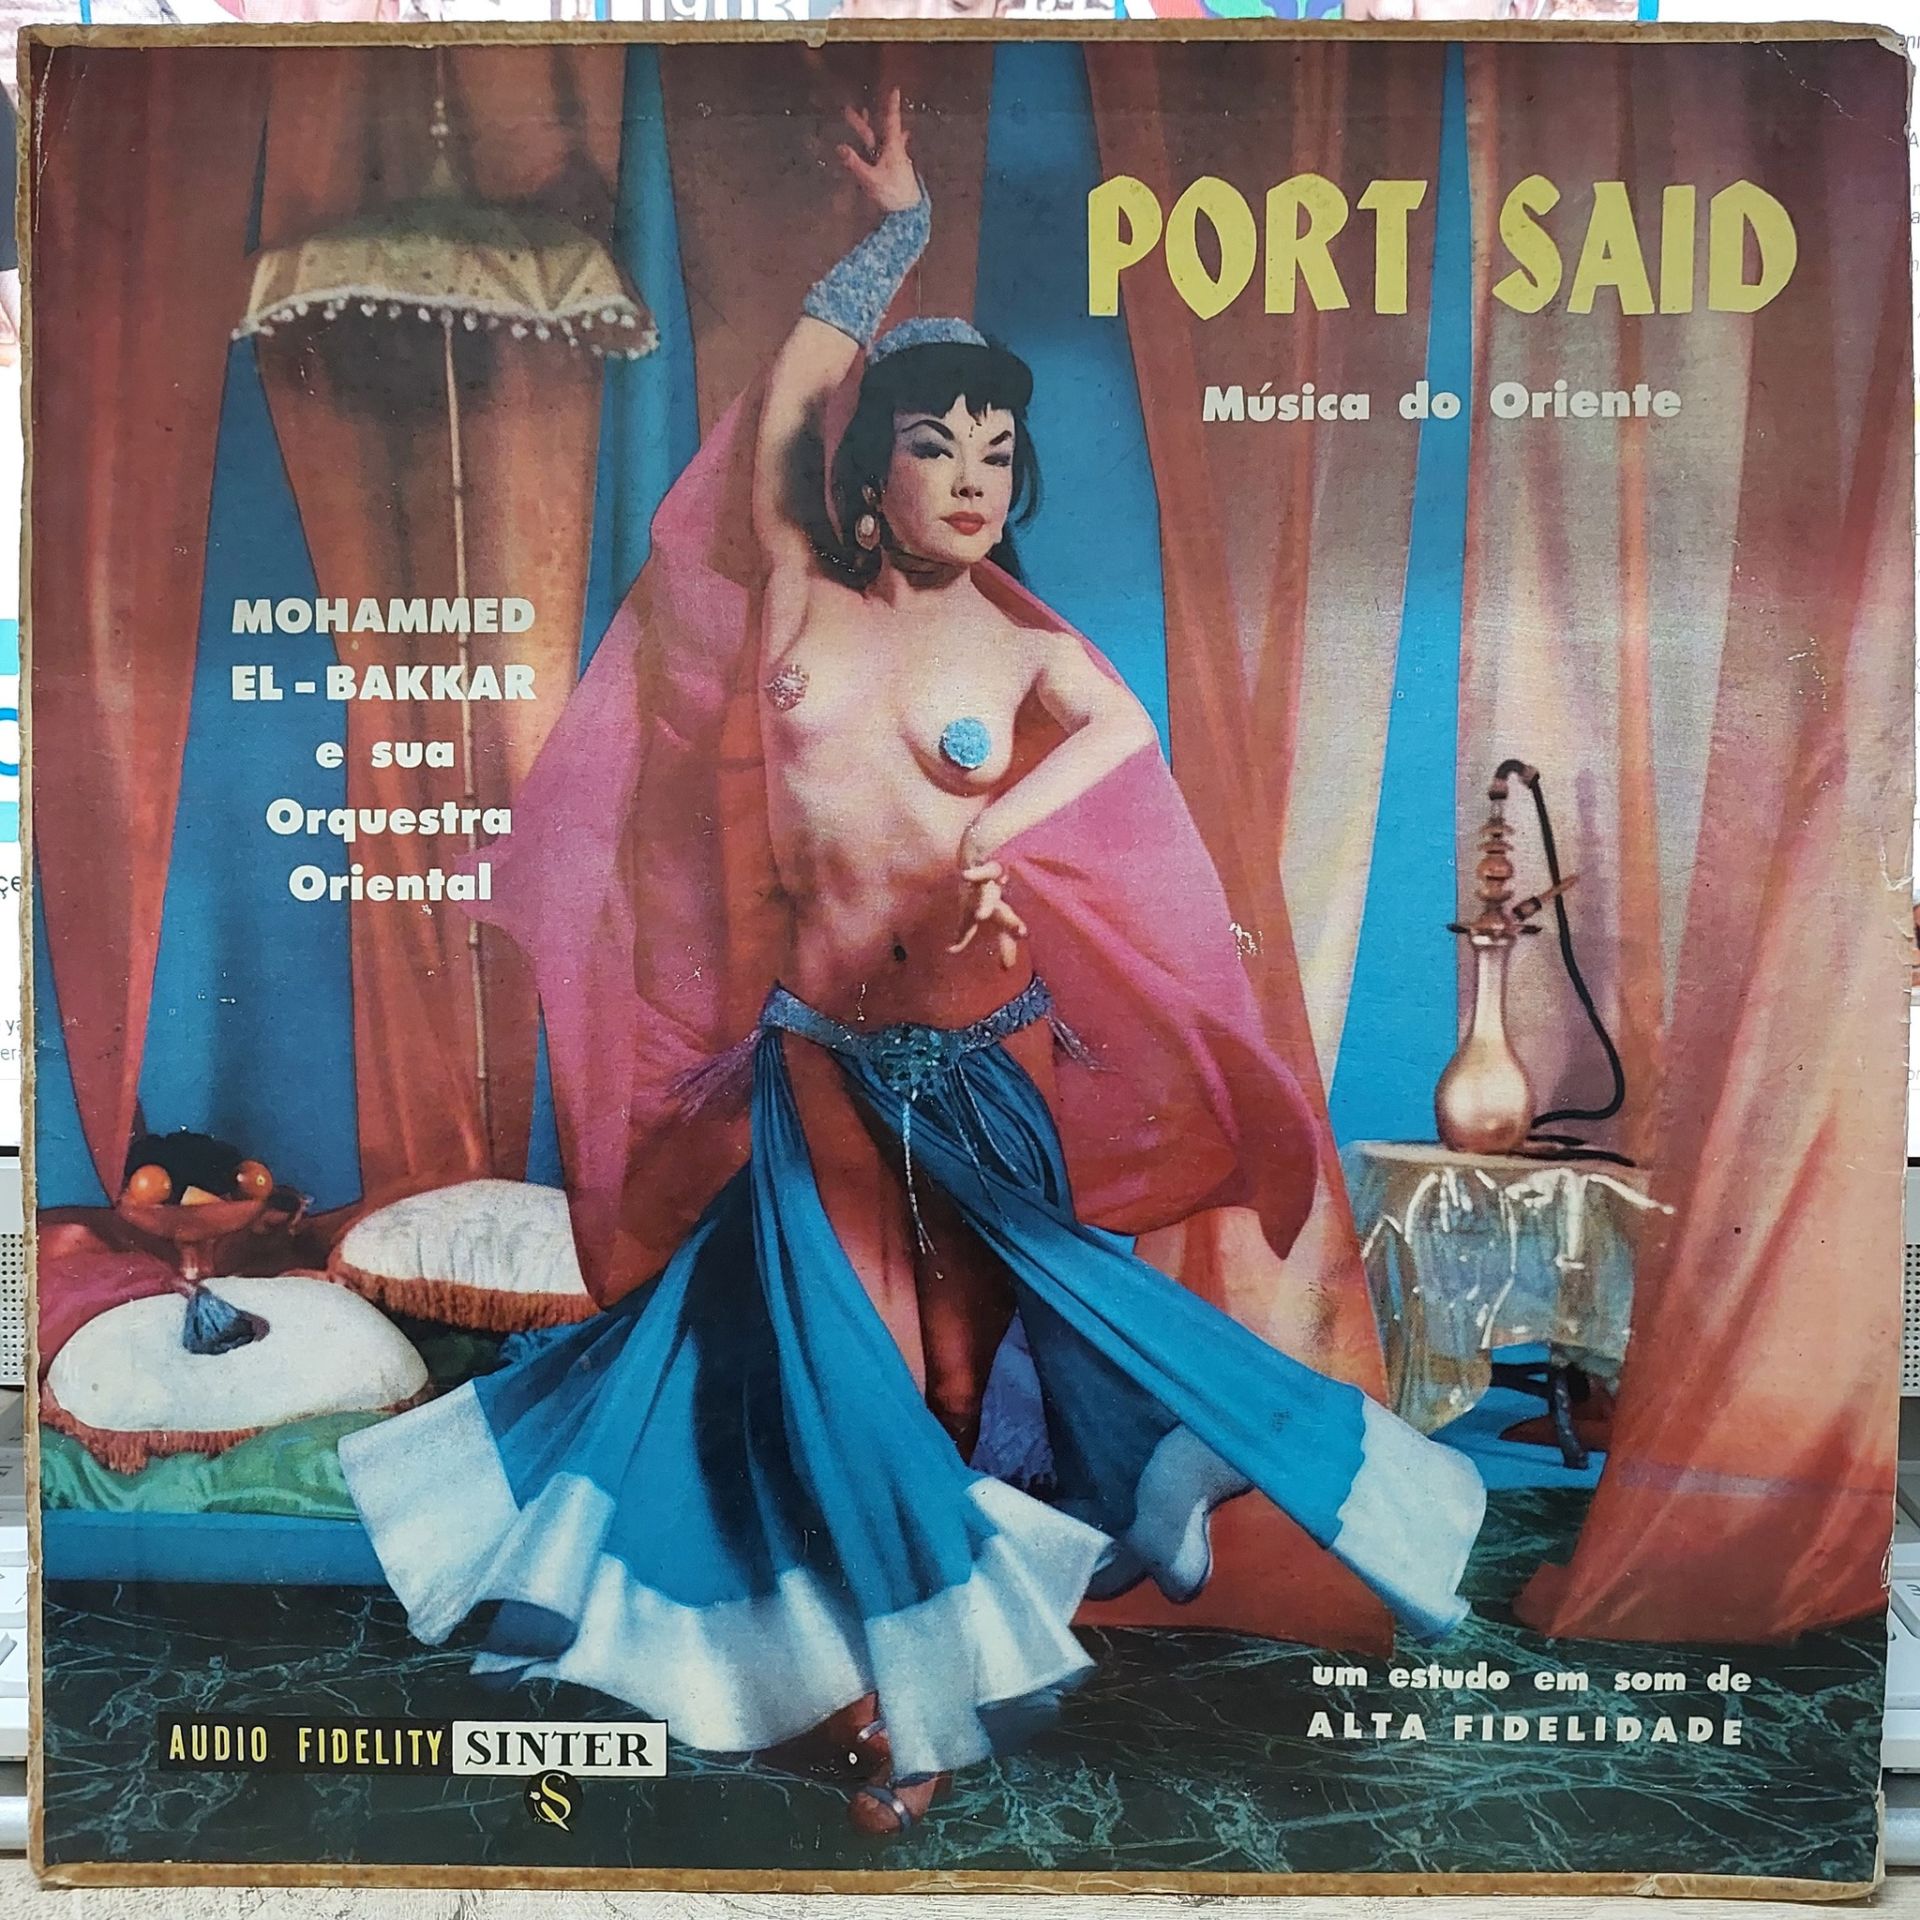 PORT SAID
Música do Oriente
MOHAMMED
EL-BAKKAR
e sua
Orquestra
Oriental
um estudo em som de
ALTA FIDELIDADE
AUDIO FIDELITY SINTER
S